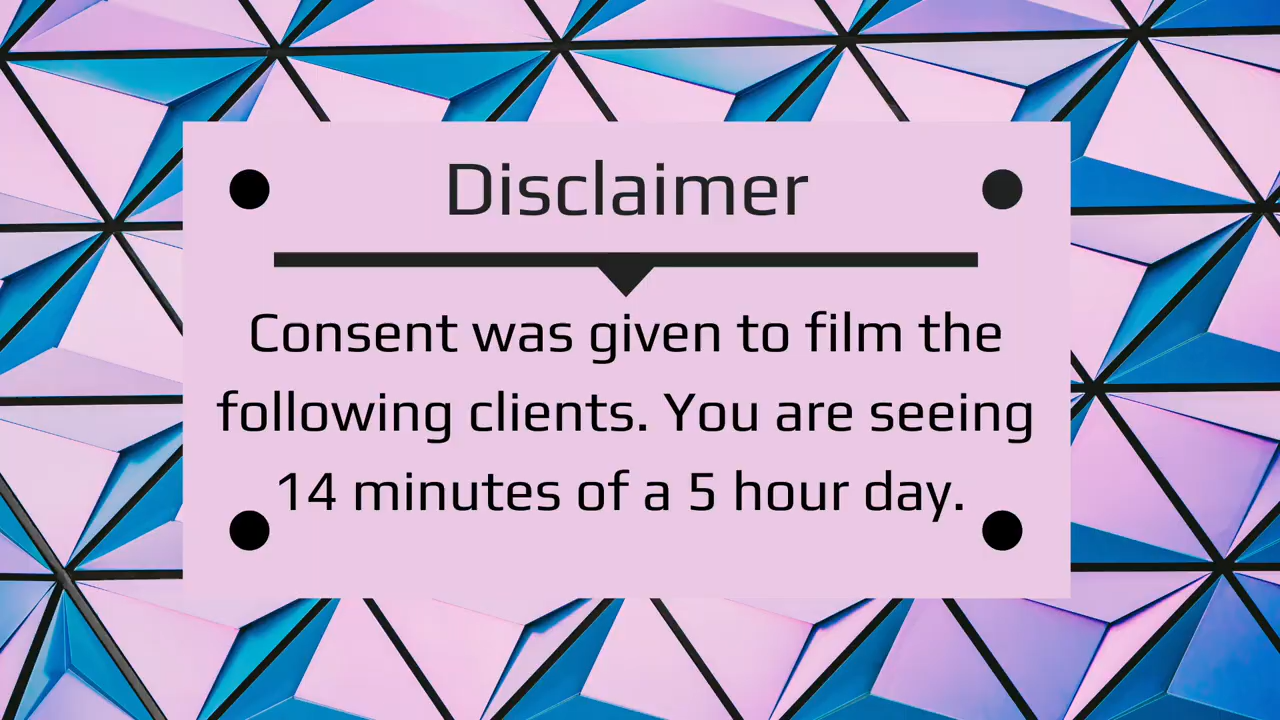 Disclaimer
Consent was given to film the
following clients. You are seeing
14 minutes of a 5 hour day.